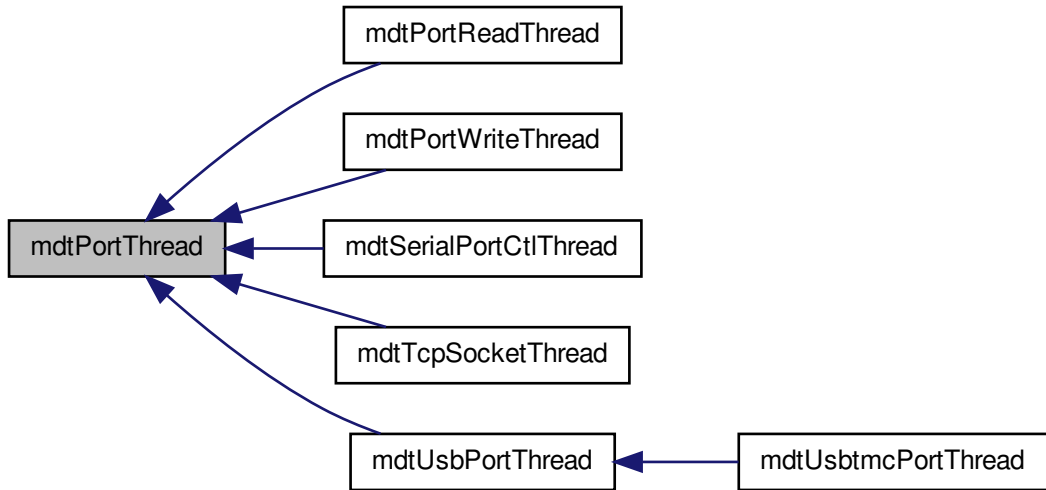 mdtPortReadThread
mdtPortWriteThread
mdtPortThread
mdtSerialPortCtlThread
mdtTcpSocketThread
mdtUsbPortThread
mdtUsbtmcPortThread